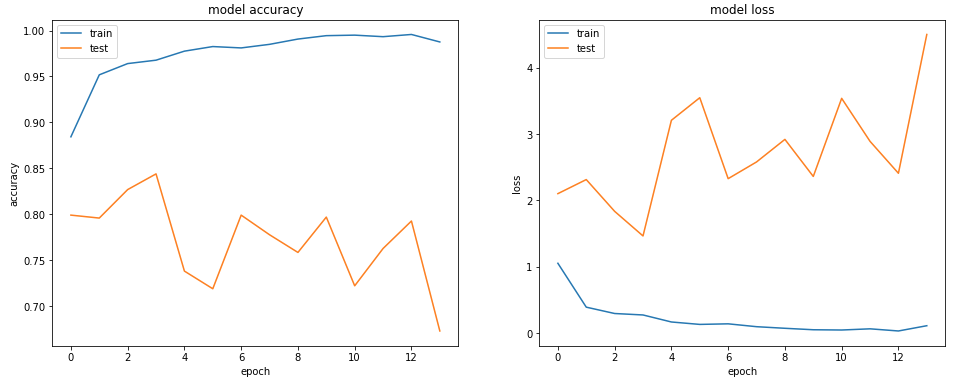 model accuracy
train
test
accuracy
1.00
0.95
0.90
0.85
0.80
0.75
0.70
0 2 4 6 8 10 12
epoch
model loss
train
test
loss
4
3
2
1
0
0 2 4 6 8 10 12
epoch